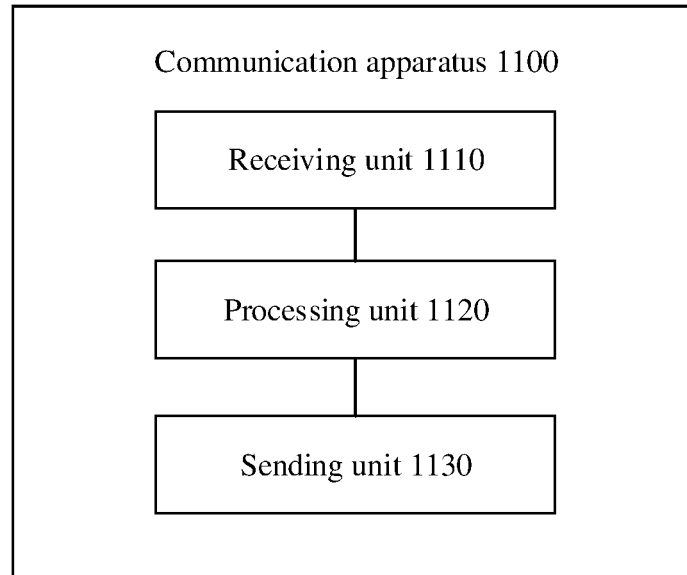 Communication apparatus 1100
Receiving unit 1110
Processing unit 1120
Sending unit 1130